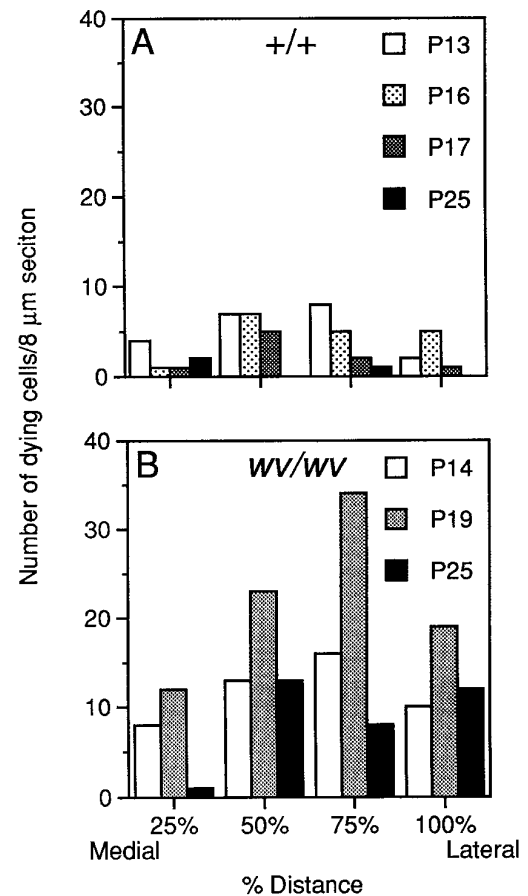 Number of dying cells/8 µm seciton
40
30
20
10
0
A
+/+
P13
P16
P17
P25
40
30
20
10
0
B
wv/wv
P14
P19
P25
25% 50% 75% 100%
Medial Lateral
% Distance